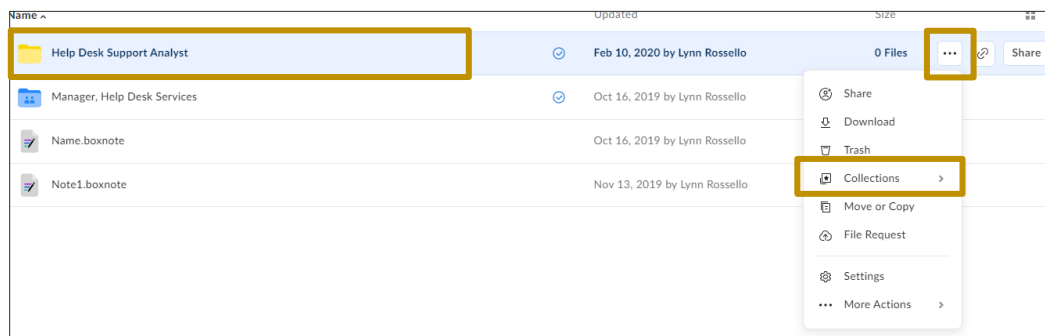 Name
Updated
Size
Help Desk Support Analyst
Feb 10, 2020 by Lynn Rossello
0 Files
Share
Manager, Help Desk Services
Oct 16, 2019 by Lynn Rossello
Name.boxnote
Oct 16, 2019 by Lynn Rossello
Note1.boxnote
Nov 13, 2019 by Lynn Rossello
Share
Download
Trash
Collections
Move or Copy
File Request
Settings
More Actions